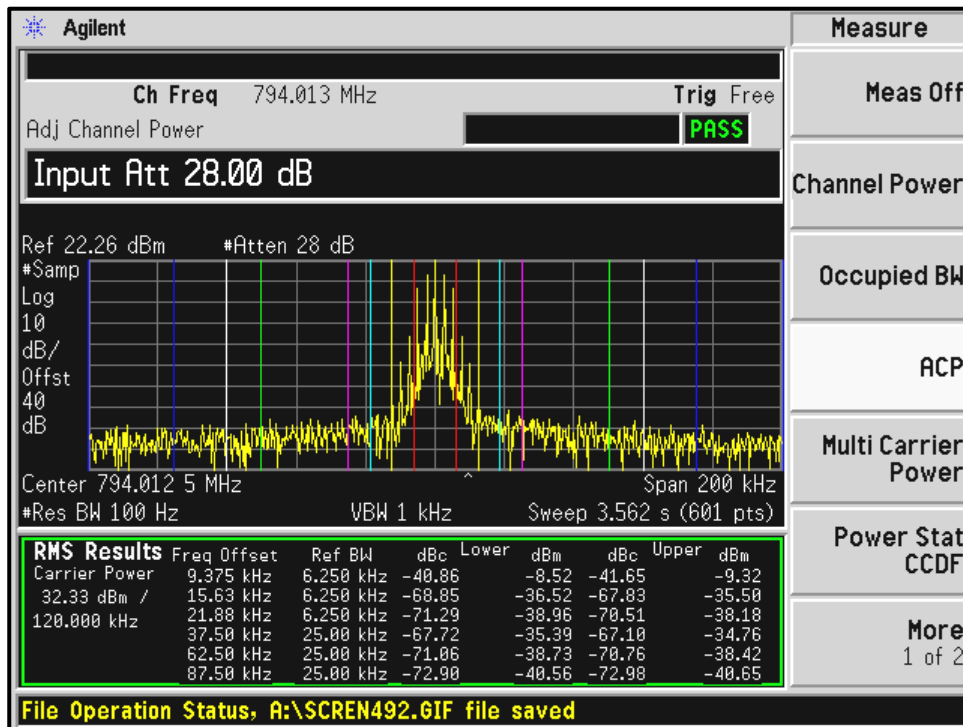 Agilent
Measure
Ch Freq 794.013 MHz Trig Free
Adj Channel Power PASS
Input Att 28.00 dB
Ref 22.26 dBm #Atten 28 dB
#Samp
Log
10
dB/
Offst
40
dB
Center 794.012 5 MHz Span 200 kHz
#Res BW 100 Hz VBW 1 kHz Sweep 3.562 s (601 pts)
RMS Results Freq Offset Ref BW dBc Lower dBm dBc Upper dBm
Carrier Power 9.375 kHz 6.250 kHz -40.86 -8.52 -41.65 -9.32
32.33 dBm / 15.63 kHz 6.250 kHz -68.85 -36.52 -67.83 -35.50
120.000 kHz 21.88 kHz 6.250 kHz -71.29 -38.96 -70.51 -38.18
37.50 kHz 25.00 kHz -67.72 -35.39 -67.10 -34.76
62.50 kHz 25.00 kHz -71.06 -38.73 -70.76 -38.42
87.50 kHz 25.00 kHz -72.90 -40.56 -72.98 -40.65
File Operation Status, A:\SCREN492.GIF file saved
Meas Off
Channel Power
Occupied BW
ACP
Multi Carrier
Power
Power Stat
CCDF
More
1 of 2